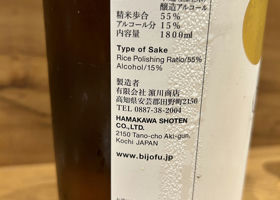 醸造アルコール
精米歩合 55%
アルコール分 15%
内容量 1800㎖
Type of Sake
Rice Polishing Ratio/55%
Alcohol/15%
製造者
有限会社 濵川商店
高知県安芸郡田野町2150
TEL 0887-38-2004
HAMAKAWA SHOTEN
CO.,LTD.
2150 Tano-cho Aki-gun,
Kochi JAPAN
www.bijofu.jp